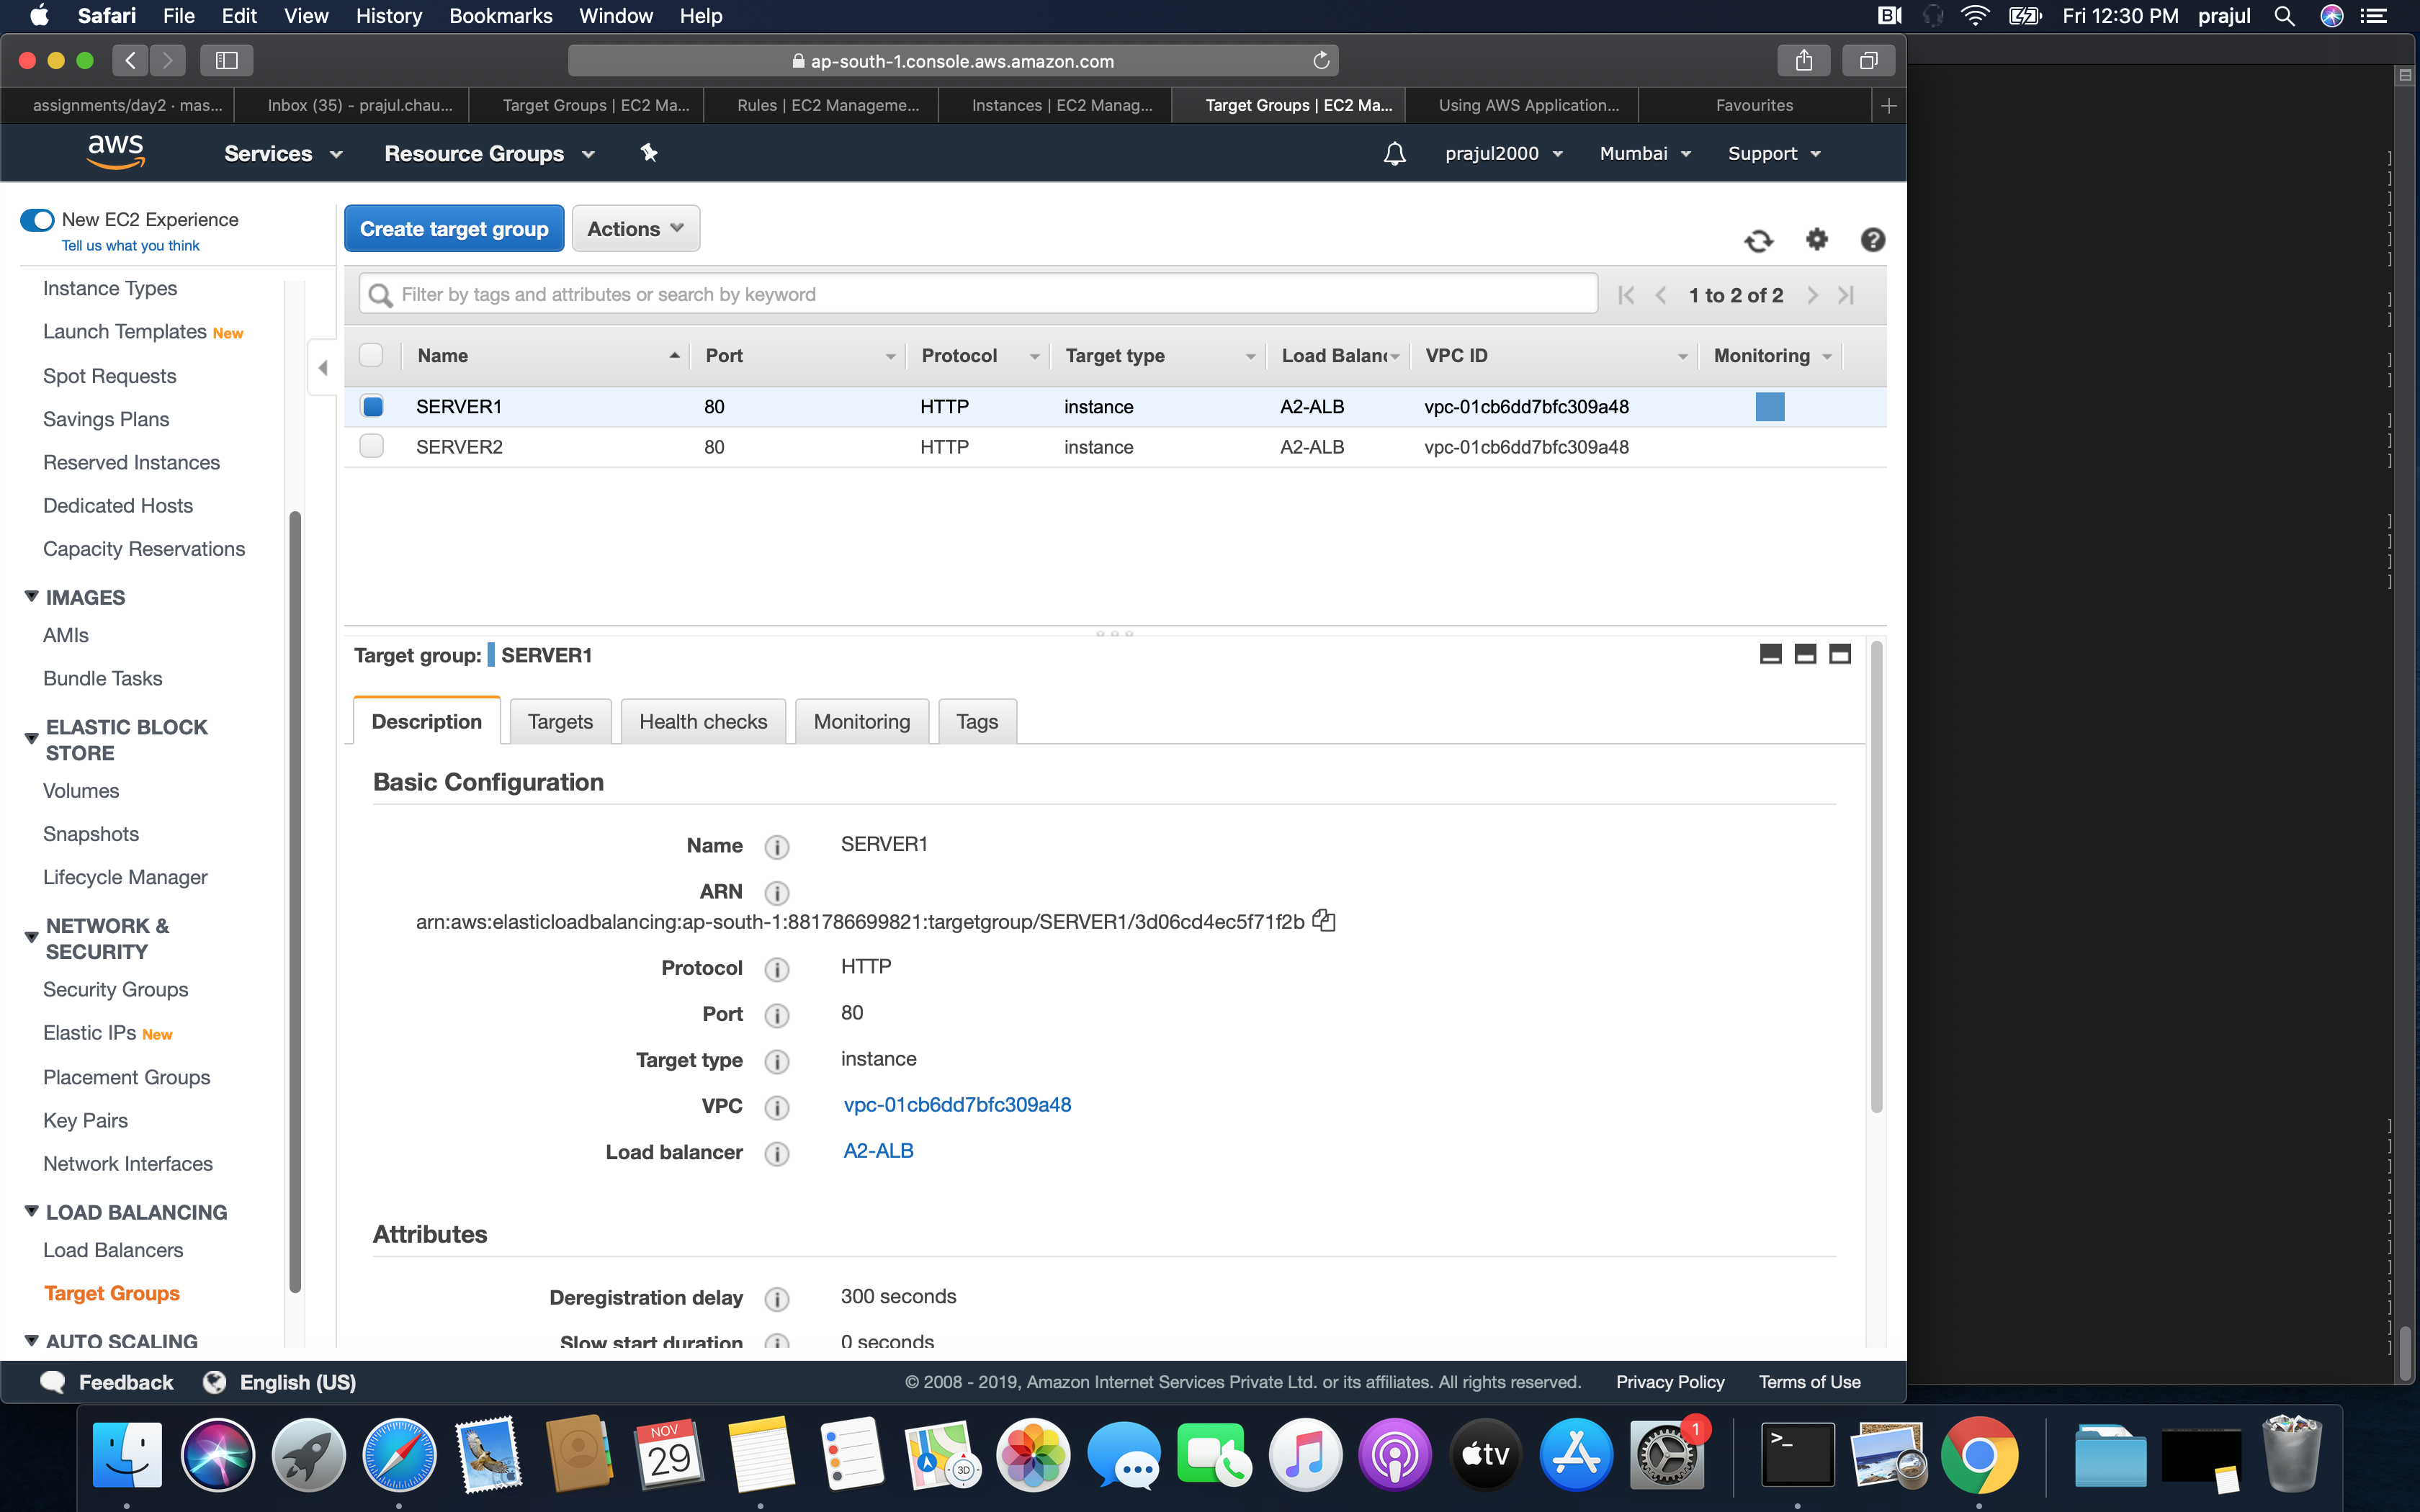 Safari File Edit View History Bookmarks Window Help Fri 12:30 PM prajul
ap-south-1.console.aws.amazon.com
assignments/day2 · mas... Inbox (35) - prajul.chau... Target Groups | EC2 Ma... Rules | EC2 Manageme... Instances | EC2 Manag... Target Groups | EC2 Ma... Using AWS Application... Favourites
aws Services Resource Groups prajul2000 Mumbai Support
New EC2 Experience
Tell us what you think
Instance Types
Launch Templates New
Spot Requests
Savings Plans
Reserved Instances
Dedicated Hosts
Capacity Reservations
IMAGES
AMIs
Bundle Tasks
ELASTIC BLOCK
STORE
Volumes
Snapshots
Lifecycle Manager
NETWORK &
SECURITY
Security Groups
Elastic IPs New
Placement Groups
Key Pairs
Network Interfaces
LOAD BALANCING
Load Balancers
Target Groups
AUTO SCALING
Create target group Actions
Filter by tags and attributes or search by keyword 1 to 2 of 2
Name Port Protocol Target type Load Balanc VPC ID Monitoring
SERVER1 80 HTTP instance A2-ALB vpc-01cb6dd7bfc309a48
SERVER2 80 HTTP instance A2-ALB vpc-01cb6dd7bfc309a48
Target group: SERVER1
Description Targets Health checks Monitoring Tags
Basic Configuration
Name SERVER1
ARN
arn:aws:elasticloadbalancing:ap-south-1:881786699821:targetgroup/SERVER1/3d06cd4ec5f71f2b
Protocol HTTP
Port 80
Target type instance
VPC vpc-01cb6dd7bfc309a48
Load balancer A2-ALB
Attributes
Deregistration delay 300 seconds
Slow start duration 0 seconds
Feedback English (US) © 2008 - 2019, Amazon Internet Services Private Ltd. or its affiliates. All rights reserved. Privacy Policy Terms of Use
NOV
29
3D
tv
1
>_